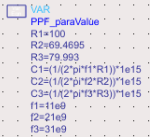 VAR
PPF_paraValue
R1=100
R2=69.4695
R3=79.993
C1=(1/(2*pi*f1*R1))*1e15
C2=(1/(2*pi*f2*R2))*1e15
C3=(1/(2*pi*f3*R3))*1e15
f1=11e9
f2=21e9
f3=31e9